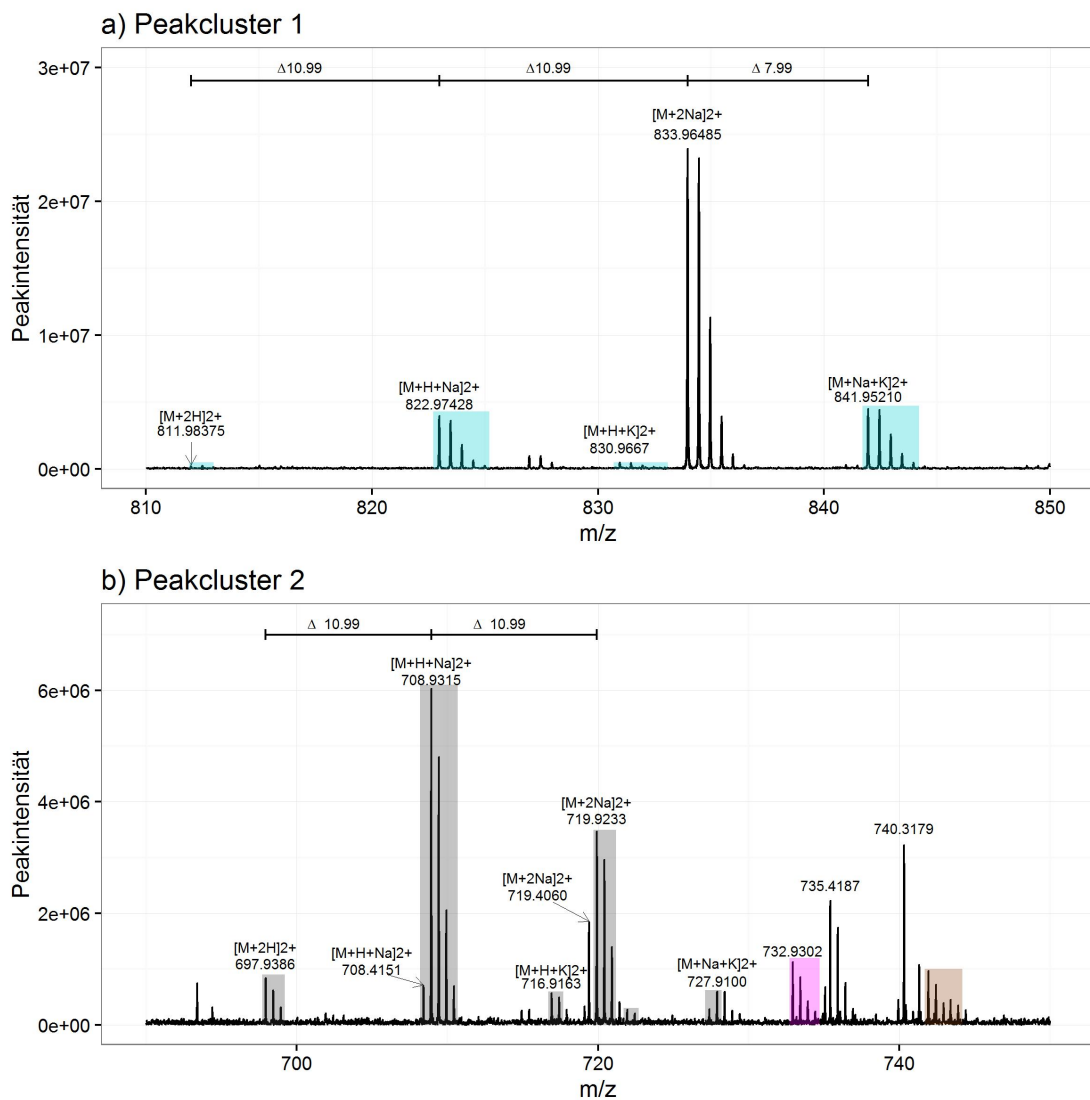 a) Peakcluster 1
3e+07
Δ10.99
Δ10.99
Δ 7.99
[M+2Na]2+
833.96485
2e+07
Peakintensität
1e+07
[M+H+Na]2+
822.97428
[M+Na+K]2+
841.95210
[M+2H]2+
811.98375
[M+H+K]2+
830.9667
0e+00
810
820
830
840
850
m/z
b) Peakcluster 2
Δ 10.99
Δ 10.99
[M+H+Na]2+
708.9315
6e+06
Peakintensität
4e+06
[M+2Na]2+
719.9233
740.3179
[M+2Na]2+
719.4060
735.4187
2e+06
[M+2H]2+
697.9386
[M+H+Na]2+
708.4151
[M+H+K]2+
716.9163
[M+Na+K]2+
727.9100
732.9302
0e+00
700
720
740
m/z